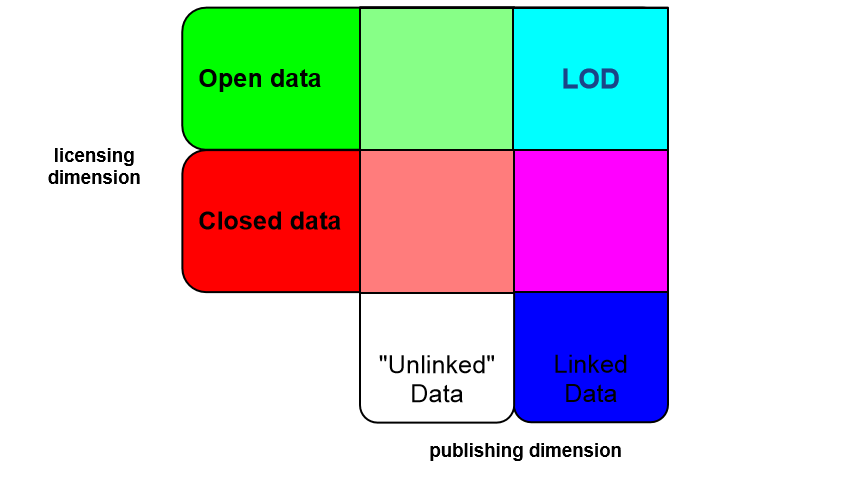 Open data
LOD
licensing
dimension
Closed data
"Unlinked"
Data
Linked
Data
publishing dimension